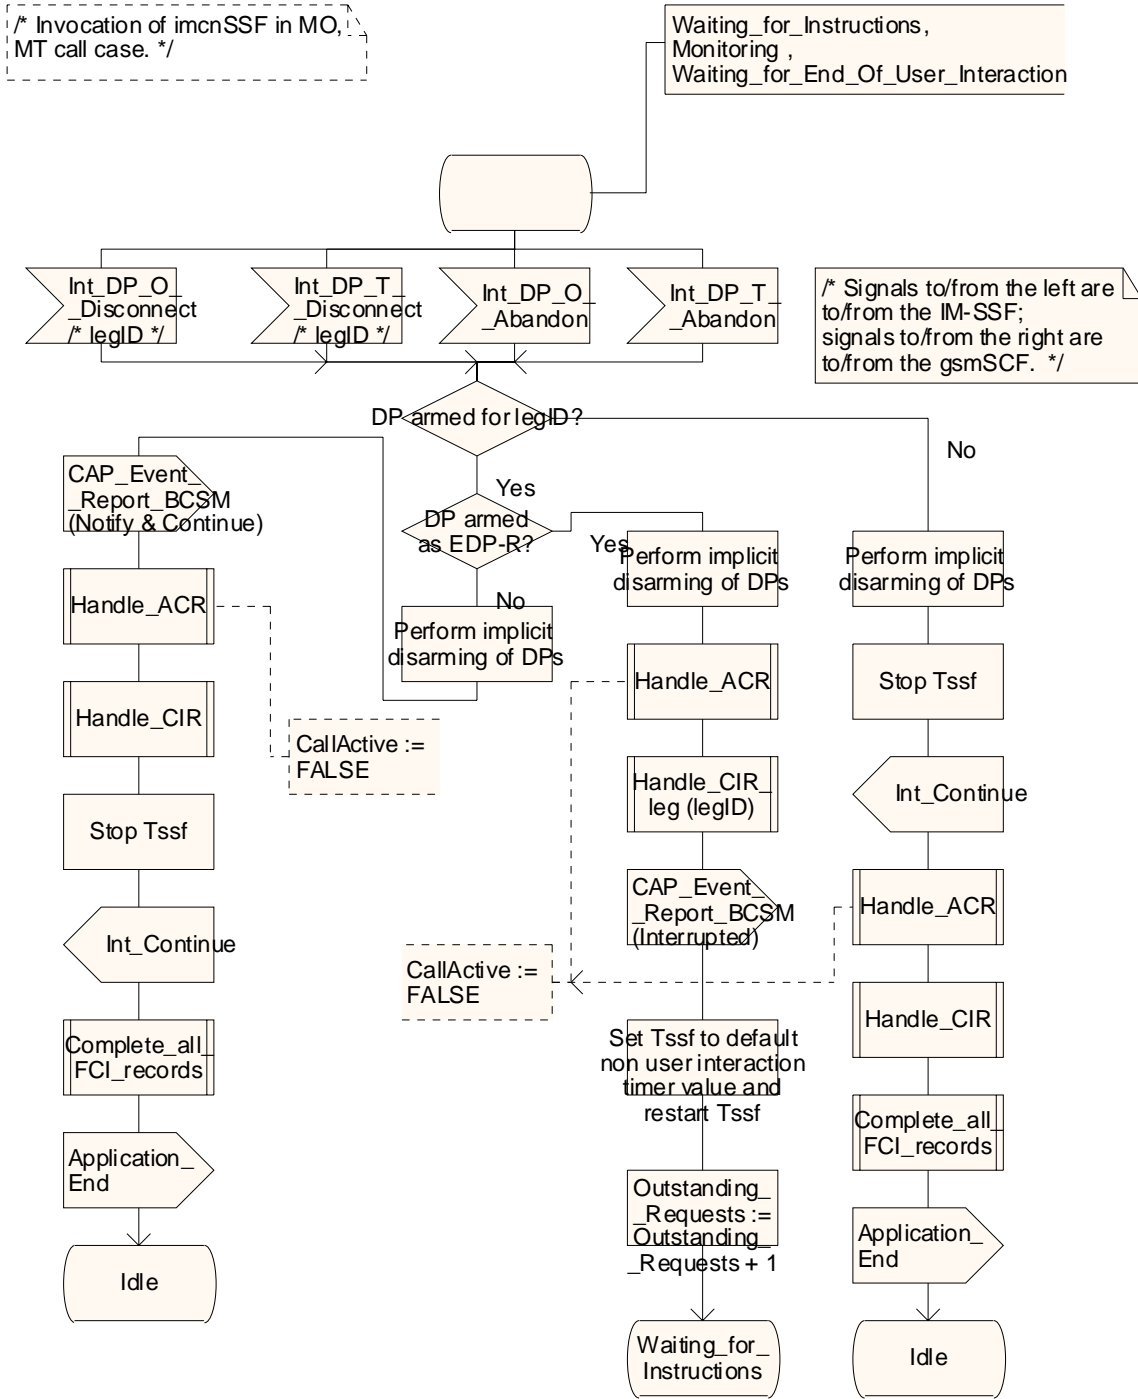 /* Invocation of imcnSSF in MO,
MT call case. */
Waiting_for_Instructions,
Monitoring ,
Waiting_for_End_Of_User_Interaction
Int_DP_O_
_Disconnect
/* legID */
Int_DP_T_
_Disconnect
/* legID */
Int_DP_O_
_Abandon
Int_DP_T_
_Abandon
/* Signals to/from the left are
to/from the IM-SSF;
signals to/from the right are
to/from the gsmSCF.  */
DP armed for legID?
No
Yes
CAP_Event_
_Report_BCSM
(Notify & Continue)
DP armed
as EDP-R?
Yes
No
Perform implicit
disarming of DPs
Perform implicit
disarming of DPs
Perform implicit
disarming of DPs
Handle_ACR
Handle_CIR
CallActive :=
FALSE
Stop Tssf
Int_Continue
Complete_all_
FCI_records
Application_
End
Idle
Handle_ACR
Handle_CIR_
leg (legID)
CAP_Event_
_Report_BCSM
(Interrupted)
CallActive :=
FALSE
Set Tssf to default
non user interaction
timer value and
restart Tssf
Outstanding_
_Requests :=
Outstanding_
_Requests + 1
Waiting_for_
Instructions
Stop Tssf
Int_Continue
Handle_ACR
Handle_CIR
Complete_all_
FCI_records
Application_
End
Idle